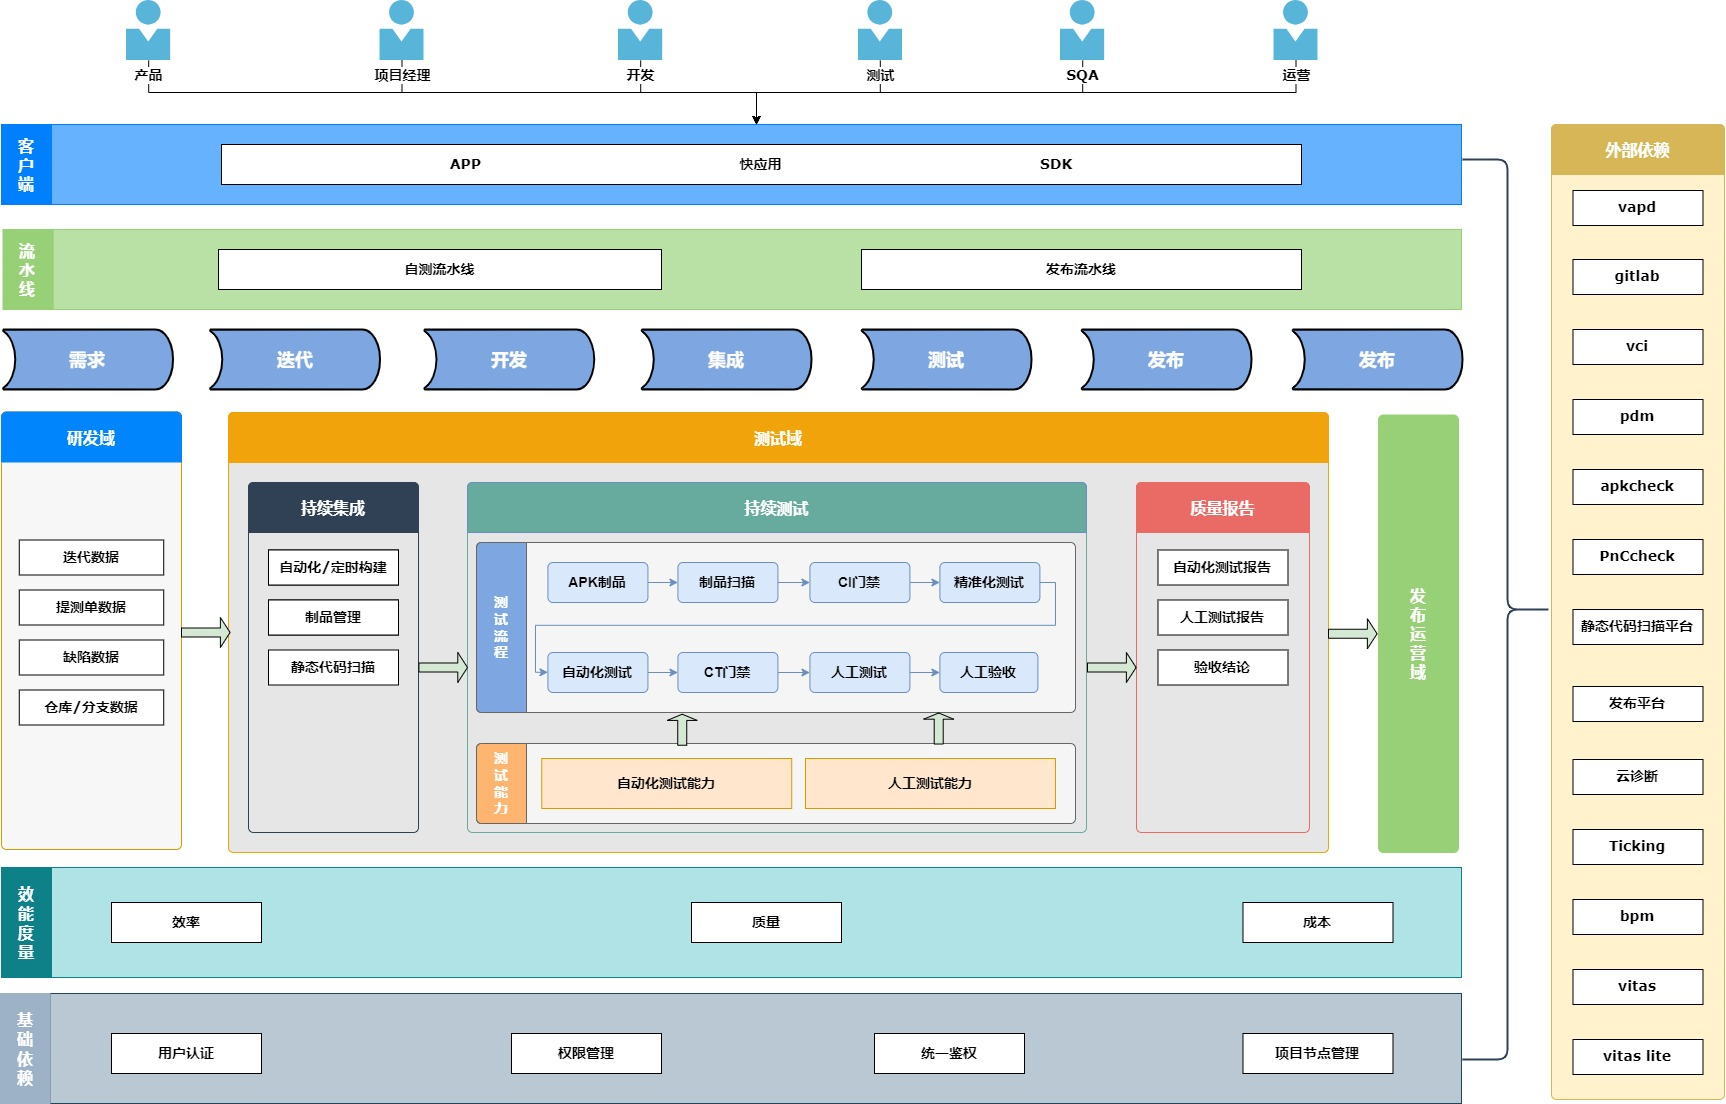 产品
项目经理
开发
测试
SQA
运营
客户端
APP
快应用
SDK
流水线
自测流水线
发布流水线
需求
迭代
开发
集成
测试
发布
发布
研发域
迭代数据
提测单数据
缺陷数据
仓库/分支数据
测试域
持续集成
自动化/定时构建
制品管理
静态代码扫描
持续测试
测试流程
APK制品
制品扫描
CI门禁
精准化测试
自动化测试
CT门禁
人工测试
人工验收
测试能力
自动化测试能力
人工测试能力
质量报告
自动化测试报告
人工测试报告
验收结论
发布运营域
效能度量
效率
质量
成本
基础依赖
用户认证
权限管理
统一鉴权
项目节点管理
外部依赖
vapd
gitlab
vci
pdm
apkcheck
PnCcheck
静态代码扫描平台
发布平台
云诊断
Ticking
bpm
vitas
vitas lite